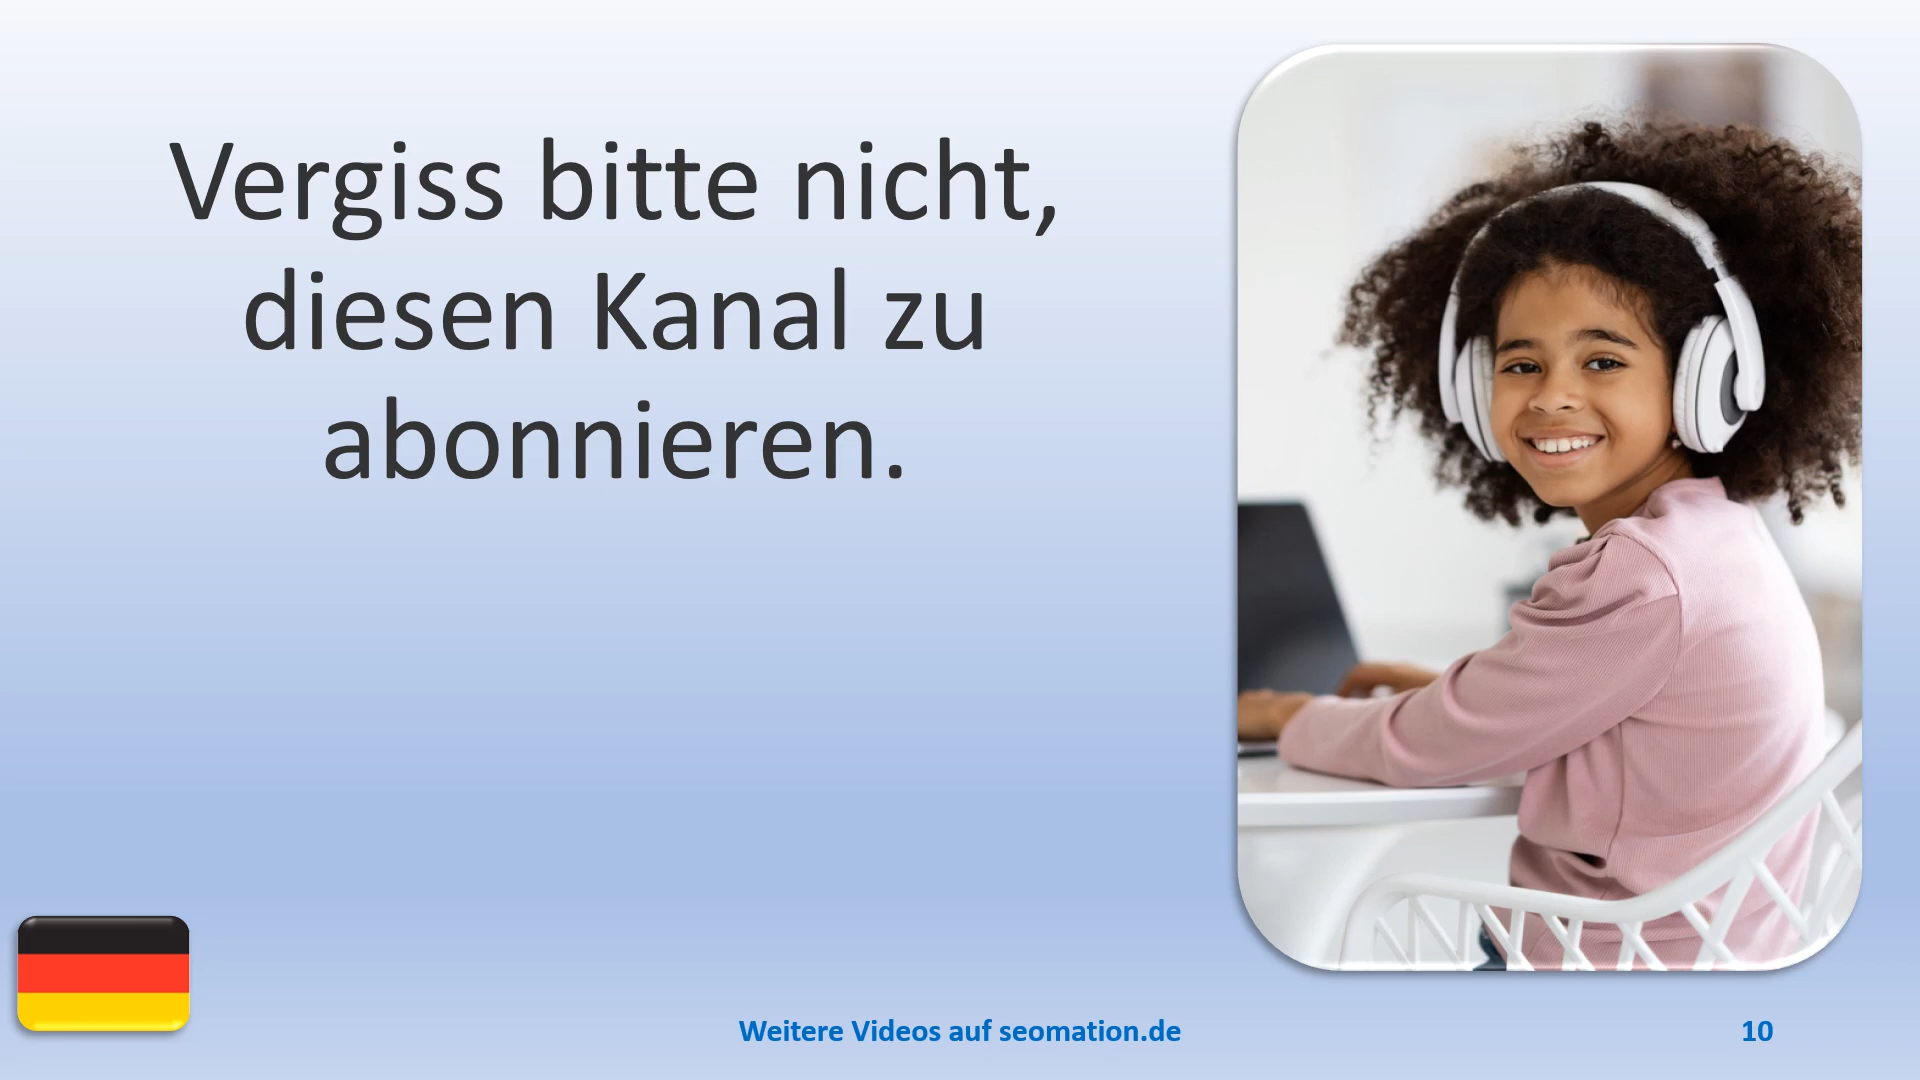 Vergiss bitte nicht,
diesen Kanal zu
abonnieren.
Weitere Videos auf seomation.de
10